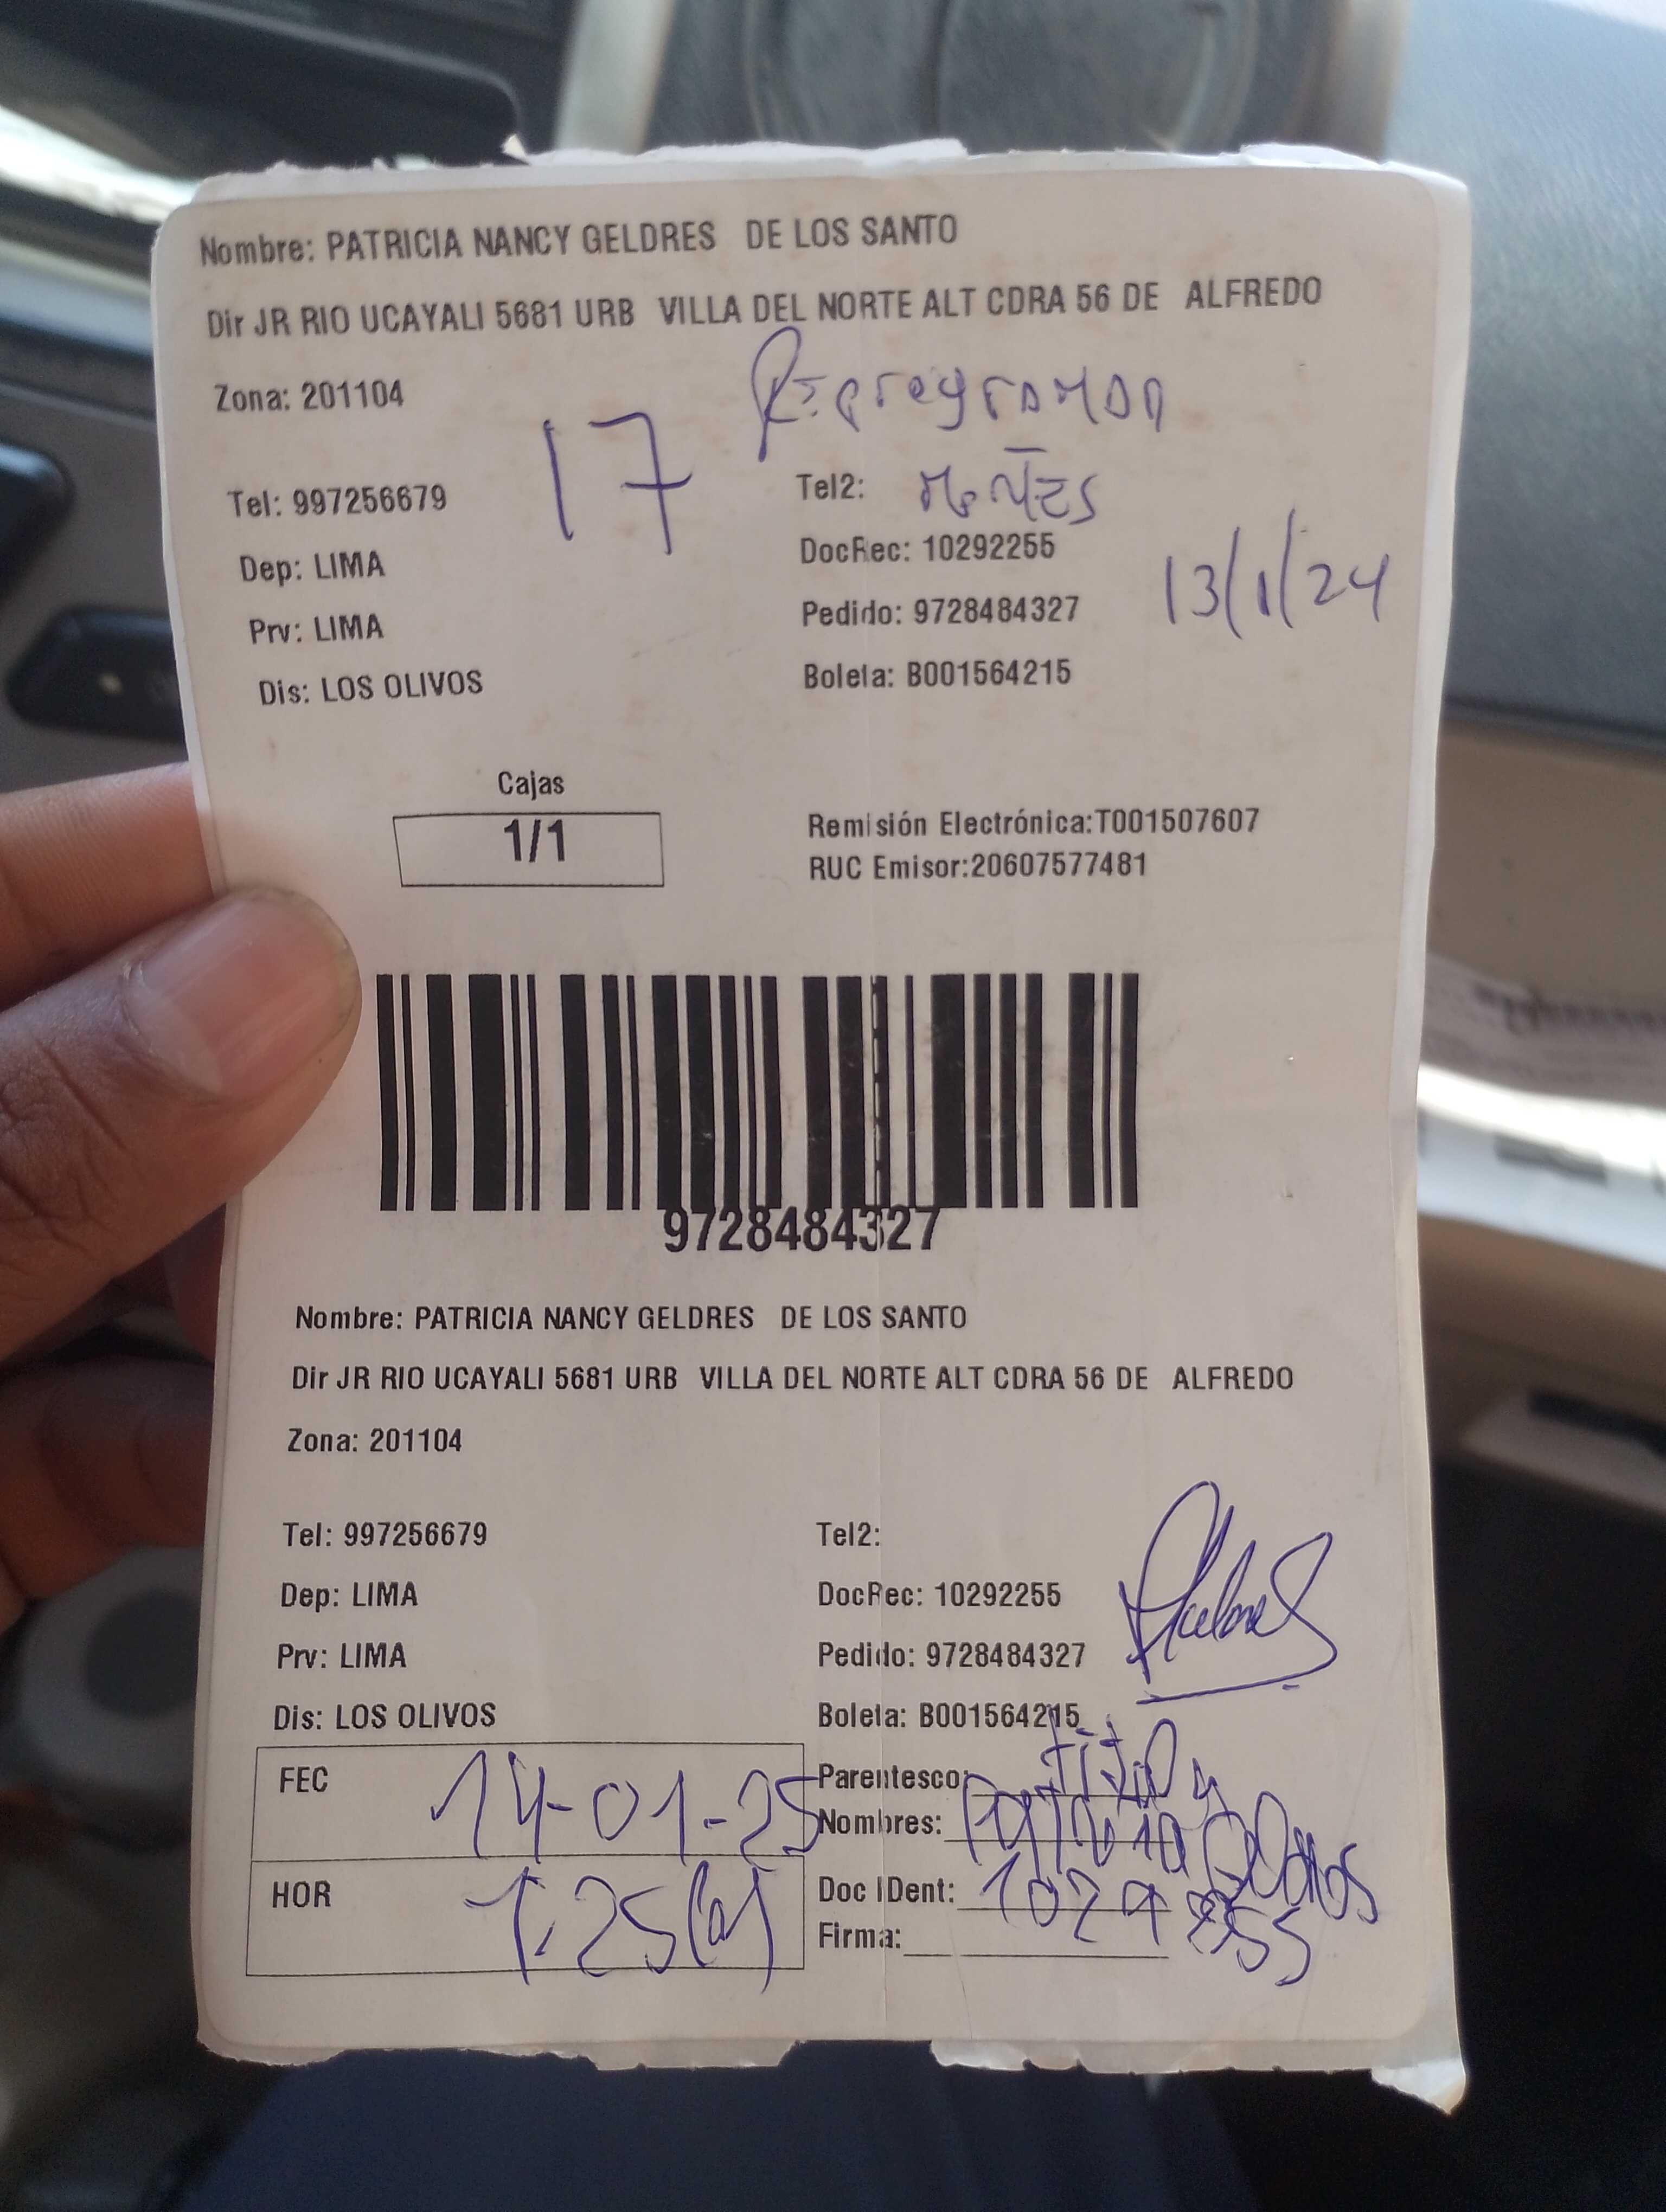 Nombre: PATRICIA NANCY GELDRES DE LOS SANTO
Dir JR RIO UCAYALI 5681 URB VILLA DEL NORTE ALT CDRA 56 DE ALFREDO
Zona: 201104
17
Tel: 997256679
Tel2:
Dep: LIMA
DocRec: 10292255
13/1/24
Prv: LIMA
Pedido: 9728484327
Dis: LOS OLIVOS
Boleta: B001564215
Cajas
1/1
Remisión Electrónica:T001507607
RUC Emisor:20607577481
9728484327
Nombre: PATRICIA NANCY GELDRES DE LOS SANTO
Dir JR RIO UCAYALI 5681 URB VILLA DEL NORTE ALT CDRA 56 DE ALFREDO
Zona: 201104
Tel: 997256679
Tel2:
Dep: LIMA
DocRec: 10292255
Prv: LIMA
Pedido: 9728484327
Dis: LOS OLIVOS
Boleta: B001564215
FEC 14-01-25
Parentesco:
Nombres: Patricia
HOR
Doc IDent:
Firma: